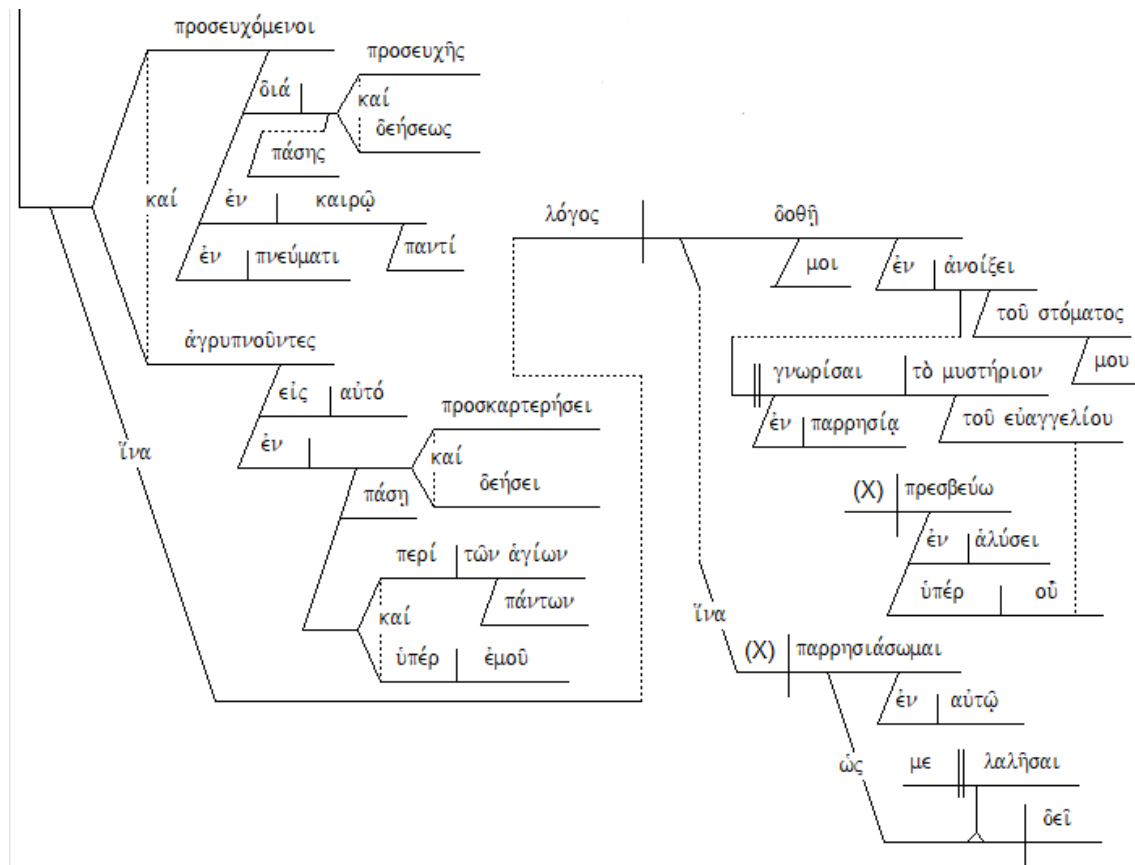 προσευχόμενοι
προσευχῆς
διά
καί
δεήσεως
πάσης
καί
ἐν καιρῷ
παντί
ἐν πνεύματι
ἀγρυπνοῦντες
εἰς αὐτό
προσκαρτερήσει
ἐν
καί
δεήσει
πάσῃ
περί τῶν ἁγίων
πάντων
καί
ὑπέρ ἐμοῦ
ἵνα
λόγος δοθῇ
μοι
ἐν ἀνοίξει
τοῦ στόματος
μου
γνωρίσαι τὸ μυστήριον
ἐν παρρησίᾳ
τοῦ εὐαγγελίου
(X) πρεσβεύω
ἐν ἁλύσει
ὑπέρ οὗ
ἵνα
(X) παρρησιάσωμαι
ἐν αὐτῷ
ὡς
με λαλῆσαι
δεῖ